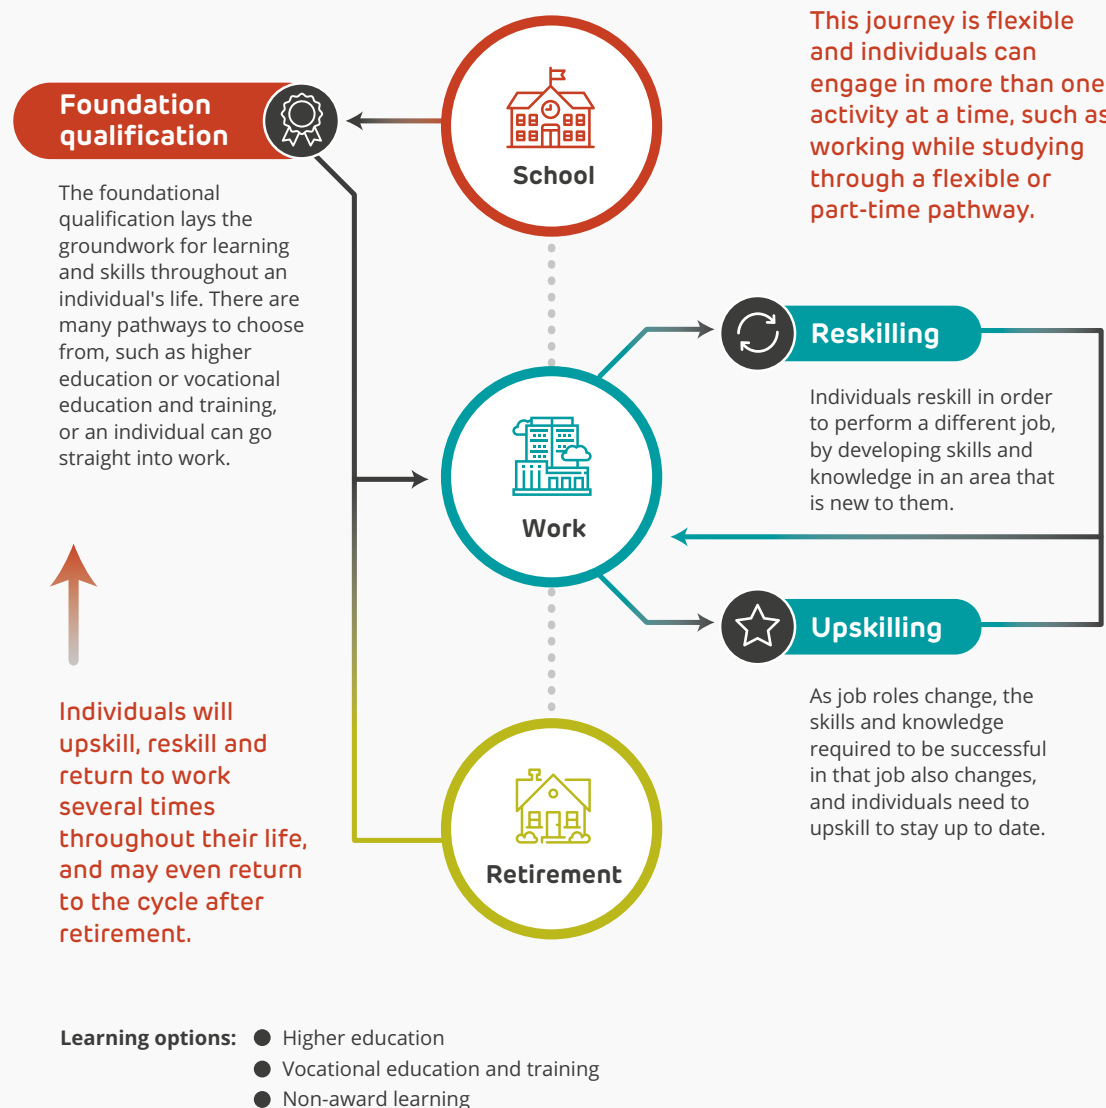 This journey is flexible
and individuals can
engage in more than one
activity at a time, such as
working while studying
through a flexible or
part-time pathway.
School
Foundation
qualification
The foundational
qualification lays the
groundwork for learning
and skills throughout an
individual's life. There are
many pathways to choose
from, such as higher
education or vocational
education and training,
or an individual can go
straight into work.
Reskilling
Individuals reskill in order
to perform a different job,
by developing skills and
knowledge in an area that
is new to them.
Work
Upskilling
As job roles change, the
skills and knowledge
required to be successful
in that job also changes,
and individuals need to
upskill to stay up to date.
Individuals will
upskill, reskill and
return to work
several times
throughout their life,
and may even return
to the cycle after
retirement.
Retirement
Learning options: ● Higher education
● Vocational education and training
● Non-award learning